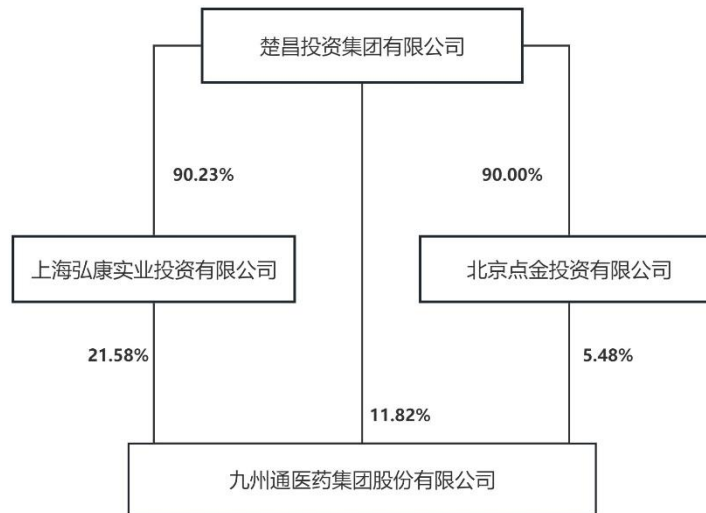 楚昌投资集团有限公司
90.23%
90.00%
上海弘康实业投资有限公司
北京点金投资有限公司
21.58%
5.48%
11.82%
九州通医药集团股份有限公司